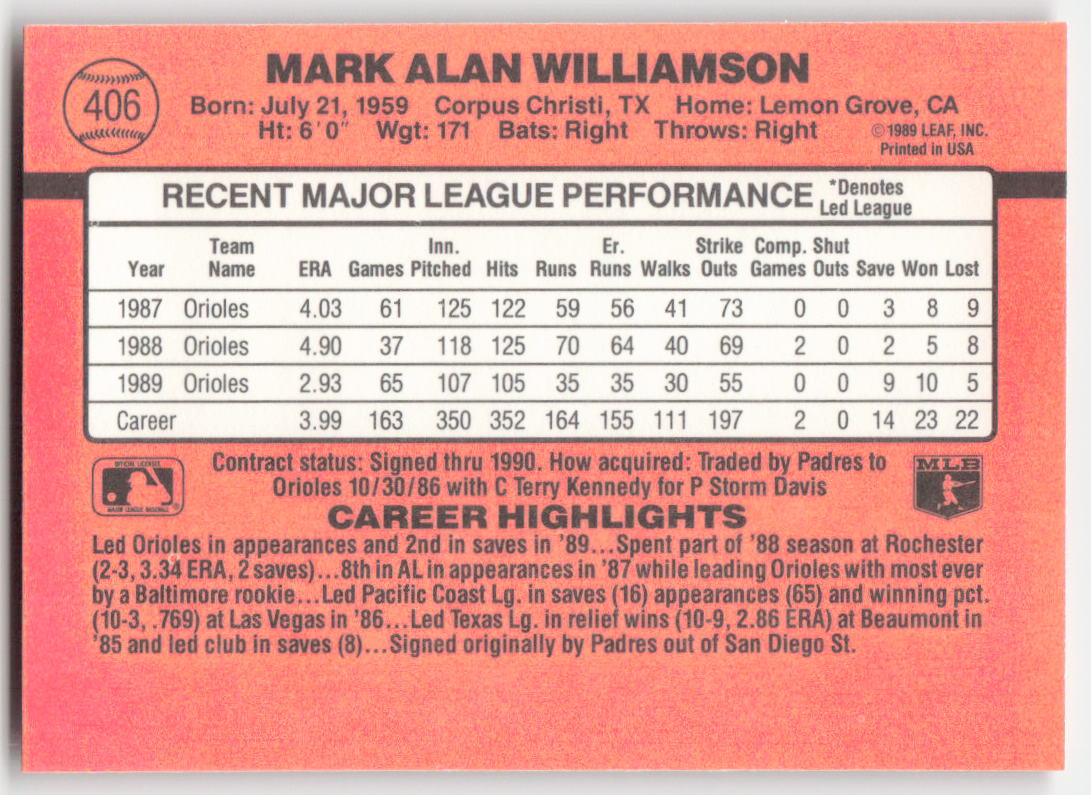 406
MARK ALAN WILLIAMSON
Born: July 21, 1959 Corpus Christi, TX Home: Lemon Grove, CA
Ht: 6'0" Wgt: 171 Bats: Right Throws: Right
©1989 LEAF, INC.
Printed in USA
RECENT MAJOR LEAGUE PERFORMANCE
*Denotes
Led League
Team Inn. Er. Strike Comp. Shut
Year Name ERA Games Pitched Hits Runs Runs Walks Outs Games Outs Save Won Lost
1987 Orioles 4.03 61 125 122 59 56 41 73 0 0 3 8 9
1988 Orioles 4.90 37 118 125 70 64 40 69 2 0 2 5 8
1989 Orioles 2.93 65 107 105 35 35 30 55 0 0 9 10 5
Career 3.99 163 350 352 164 155 111 197 2 0 14 23 22
OFFICIAL LICENSEE
MAJOR LEAGUE BASEBALL
Contract status: Signed thru 1990. How acquired: Traded by Padres to
Orioles 10/30/86 with C Terry Kennedy for P Storm Davis
MLB
CAREER HIGHLIGHTS
Led Orioles in appearances and 2nd in saves in '89...Spent part of '88 season at Rochester
(2-3, 3.34 ERA, 2 saves)...8th in AL in appearances in '87 while leading Orioles with most ever
by a Baltimore rookie...Led Pacific Coast Lg. in saves (16) appearances (65) and winning pct.
(10-3, .769) at Las Vegas in '86...Led Texas Lg. in relief wins (10-9, 2.86 ERA) at Beaumont in
'85 and led club in saves (8)...Signed originally by Padres out of San Diego St.